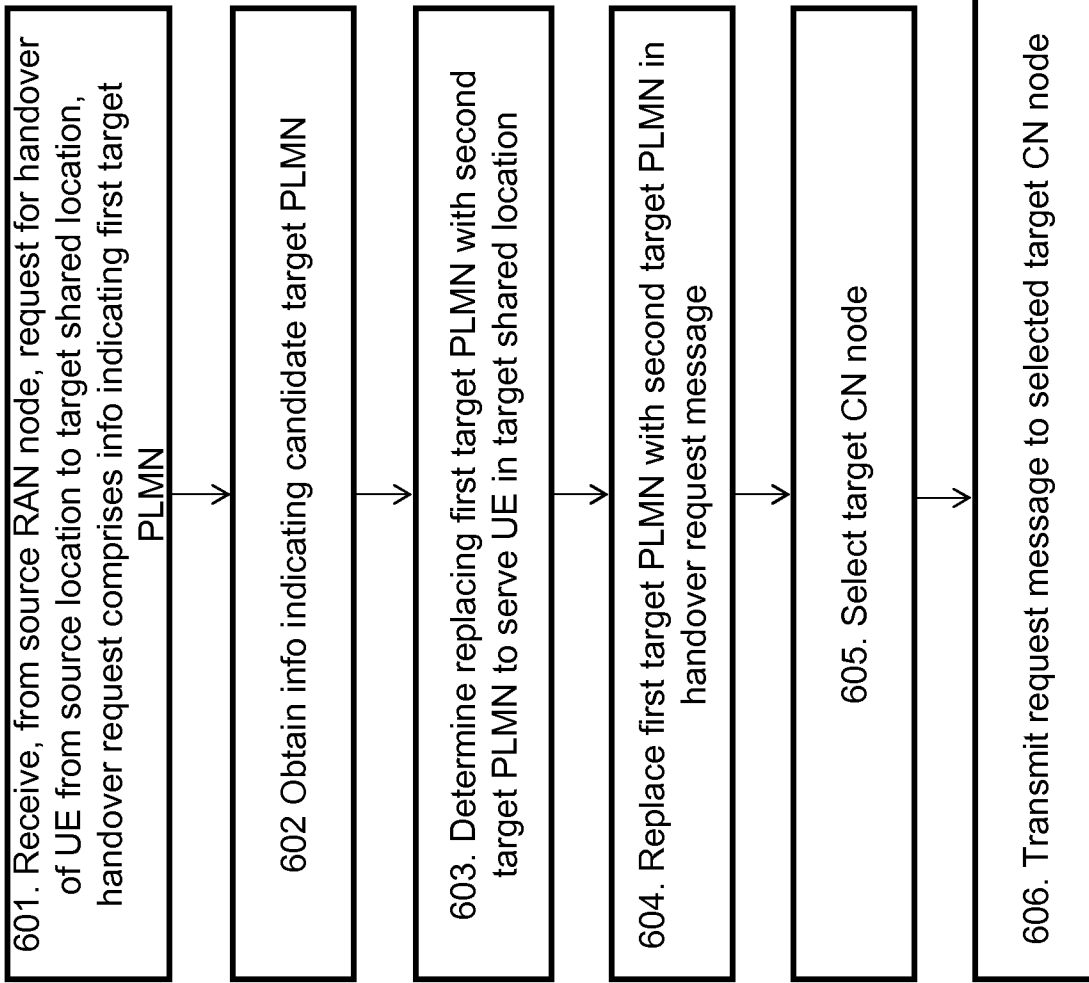 601. Receive, from source RAN node, request for handover
of UE from source location to target shared location,
handover request comprises info indicating first target
PLMN
602 Obtain info indicating candidate target PLMN
603. Determine replacing first target PLMN with second
target PLMN to serve UE in target shared location
604. Replace first target PLMN with second target PLMN in
handover request message
605. Select target CN node
606. Transmit request message to selected target CN node